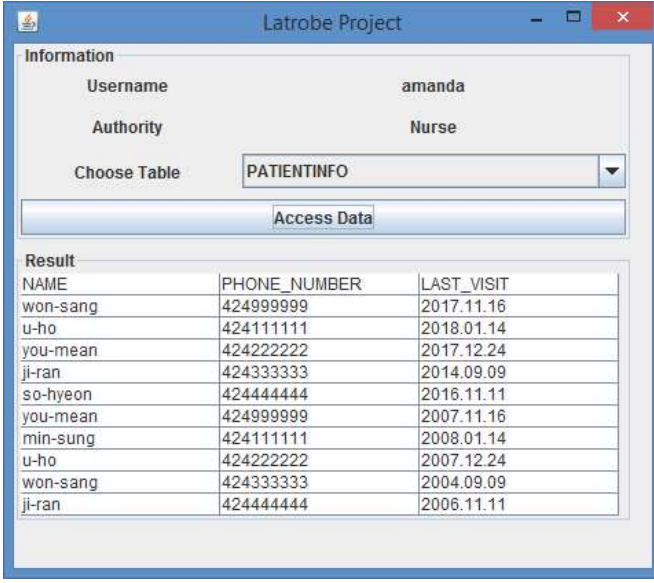 Latrobe Project
Information
Username amanda
Authority Nurse
Choose Table PATIENTINFO
Access Data
Result
NAME PHONE_NUMBER LAST_VISIT
won-sang 424999999 2017.11.16
u-ho 424111111 2018.01.14
you-mean 424222222 2017.12.24
ji-ran 424333333 2014.09.09
so-hyeon 424444444 2016.11.11
you-mean 424999999 2007.11.16
min-sung 424111111 2008.01.14
u-ho 424222222 2007.12.24
won-sang 424333333 2004.09.09
ji-ran 424444444 2006.11.11